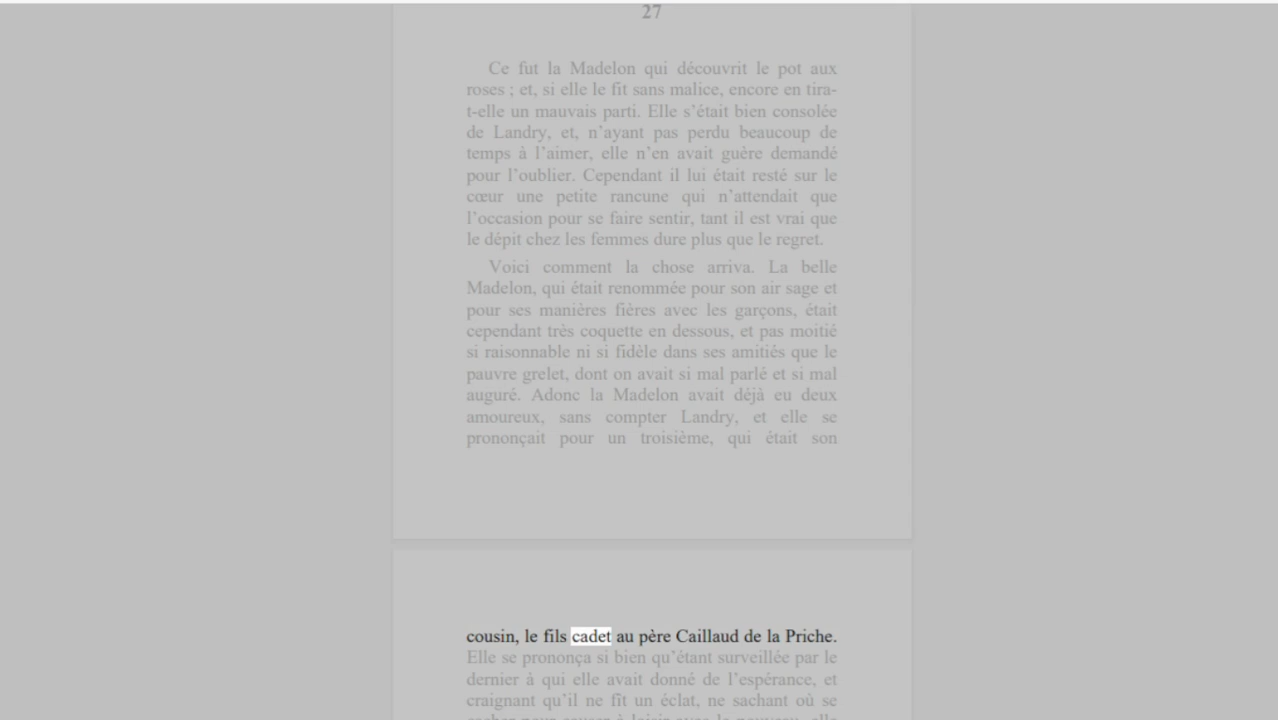 27
Ce fut la Madelon qui découvrit le pot aux
roses ; et, si elle le fit sans malice, encore en tira-
t-elle un mauvais parti. Elle s’était bien consolée
de Landry, et, n’ayant pas perdu beaucoup de
temps à l’aimer, elle n’en avait guère demandé
pour l’oublier. Cependant il lui était resté sur le
cœur une petite rancune qui n’attendait que
l’occasion pour se faire sentir, tant il est vrai que
le dépit chez les femmes dure plus que le regret.
Voici comment la chose arriva. La belle
Madelon, qui était renommée pour son air sage et
pour ses manières fières avec les garçons, était
cependant très coquette en dessous, et pas moitié
si raisonnable ni si fidèle dans ses amitiés que le
pauvre grelet, dont on avait si mal parlé et si mal
auguré. Adonc la Madelon avait déjà eu deux
amoureux, sans compter Landry, et elle se
prononçait pour un troisième, qui était son
cousin, le fils cadet au père Caillaud de la Priche.
Elle se prononça si bien qu’étant surveillée par le
dernier à qui elle avait donné de l’espérance, et
craignant qu’il ne fît un éclat, ne sachant où se